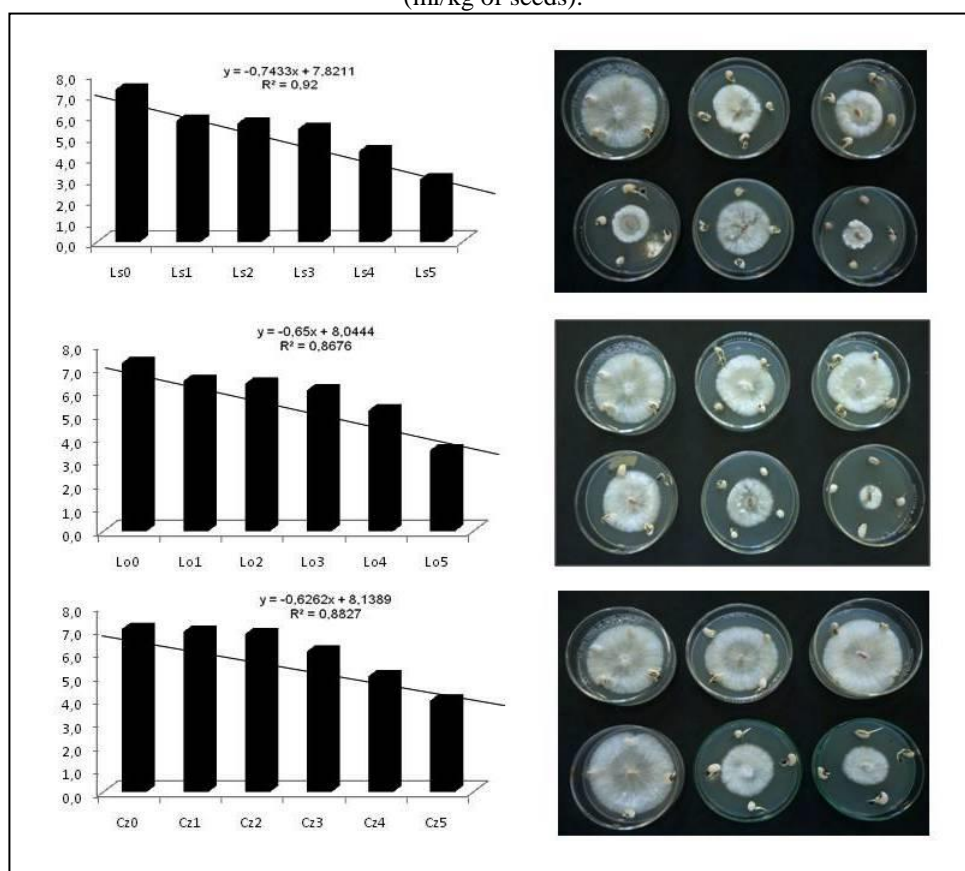 (ml/kg of seeds).
y = -0,7433x + 7,8211
R² = 0,92
8,0
7,0
6,0
5,0
4,0
3,0
2,0
1,0
0,0
Ls0 Ls1 Ls2 Ls3 Ls4 Ls5
y = -0,65x + 8,0444
R² = 0,8676
8,0
7,0
6,0
5,0
4,0
3,0
2,0
1,0
0,0
Lo0 Lo1 Lo2 Lo3 Lo4 Lo5
y = -0,6262x + 8,1389
R² = 0,8827
8,0
7,0
6,0
5,0
4,0
3,0
2,0
1,0
0,0
Cz0 Cz1 Cz2 Cz3 Cz4 Cz5